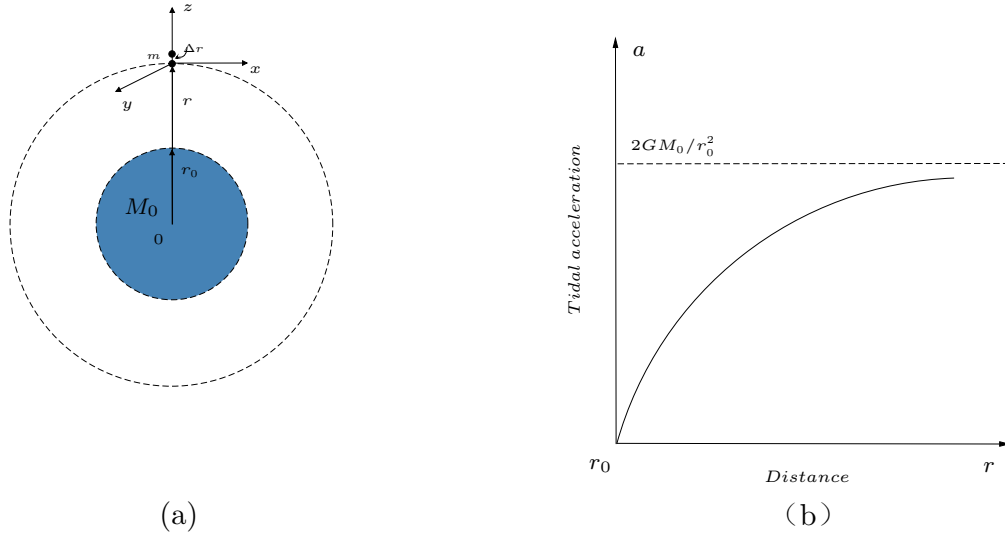 z
Δr
m
x
y
r
r₀
M₀
0
(a)
a
2GM₀/r₀²
Tidal acceleration
r₀
r
Distance
（b）